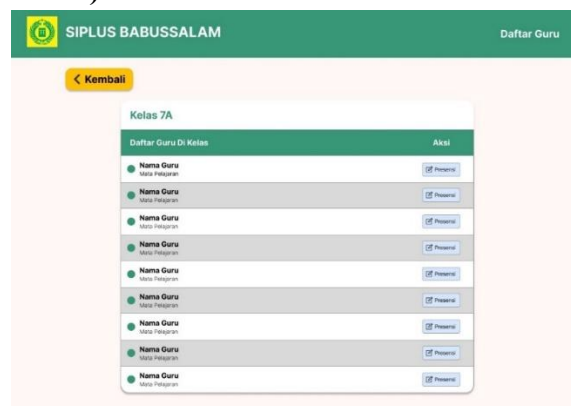 )
SIPLUS BABUSSALAM
Daftar Guru
Kembali
Kelas 7A
Daftar Guru Di Kelas
Aksi
Nama Guru
Mata Pelajaran
Presensi
Nama Guru
Mata Pelajaran
Presensi
Nama Guru
Mata Pelajaran
Presensi
Nama Guru
Mata Pelajaran
Presensi
Nama Guru
Mata Pelajaran
Presensi
Nama Guru
Mata Pelajaran
Presensi
Nama Guru
Mata Pelajaran
Presensi
Nama Guru
Mata Pelajaran
Presensi
Nama Guru
Mata Pelajaran
Presensi